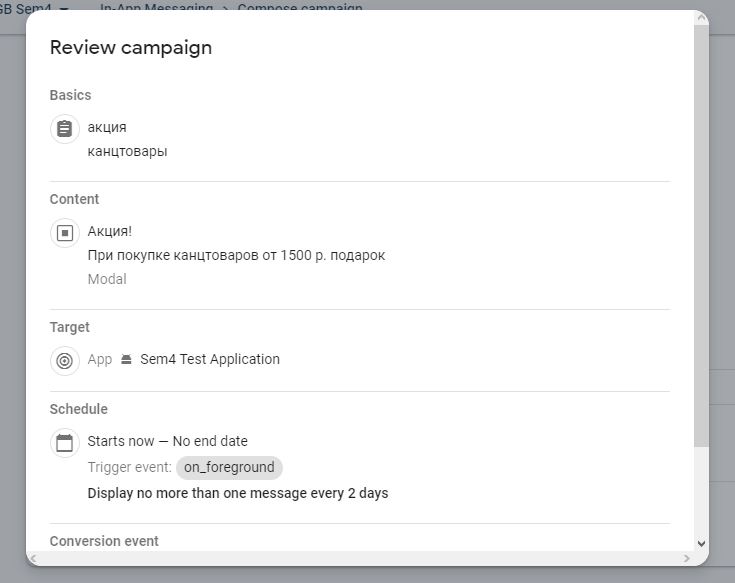 GB Sem4 In-App Messaging > Compose campaign
Review campaign
Basics
акция
канцтовары
Content
Акция!
При покупке канцтоваров от 1500 р. подарок
Modal
Target
App Sem4 Test Application
Schedule
Starts now — No end date
Trigger event: on_foreground
Display no more than one message every 2 days
Conversion event